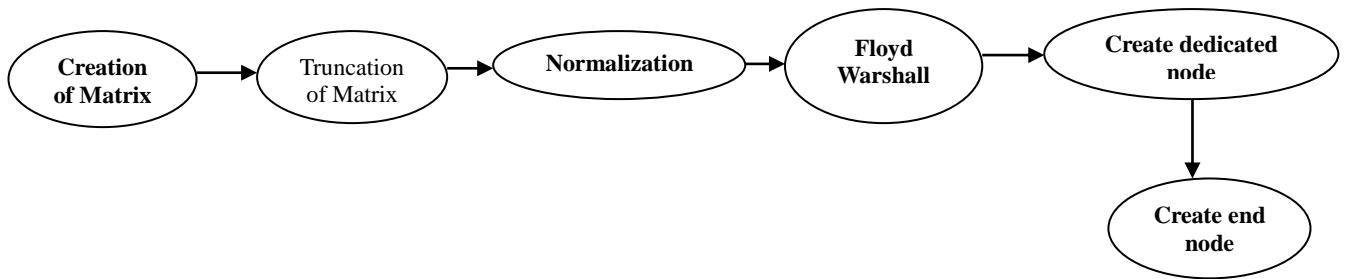 Creation
of Matrix
Truncation
of Matrix
Normalization
Floyd
Warshall
Create dedicated
node
Create end
node